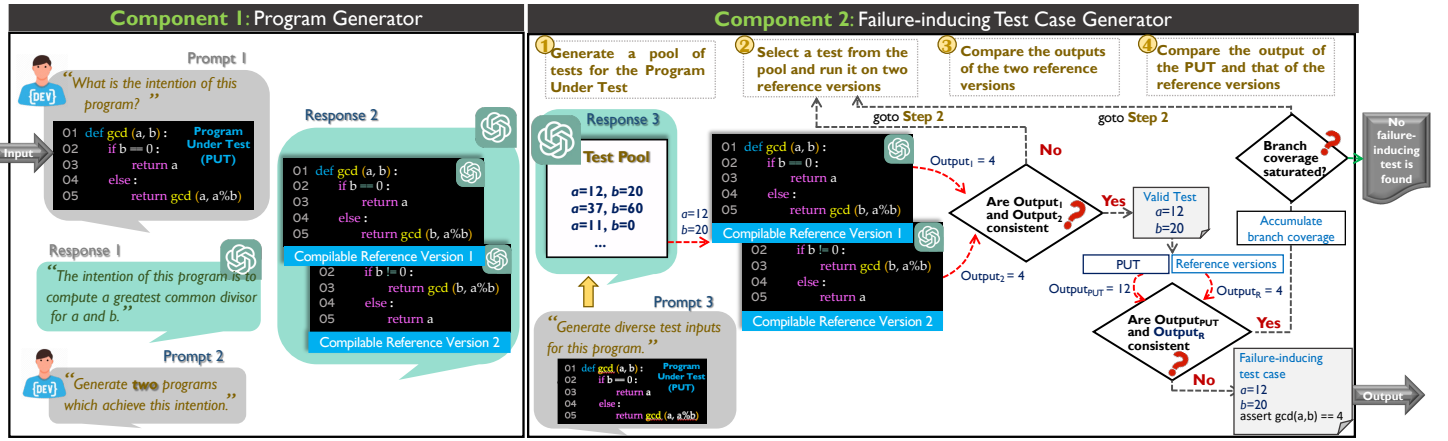 Component 1: Program Generator
Input
Prompt 1
{DEV}
“What is the intention of this
program? ”
01 def gcd (a, b) :
02 if b == 0 :
03 return a
04 else :
05 return gcd (a, a%b)
Program
Under Test
(PUT)
Response 1
“The intention of this program is to
compute a greatest common divisor
for a and b.”
Prompt 2
{DEV}
“Generate two programs
which achieve this intention.”
Response 2
01 def gcd (a, b) :
02 if b == 0 :
03 return a
04 else :
05 return gcd (b, a%b)
Compilable Reference Version 1
02 if b != 0 :
03 return gcd (b, a%b)
04 else :
05 return a
Compilable Reference Version 2
Component 2: Failure-inducing Test Case Generator
1
Generate a pool of
tests for the Program
Under Test
2
Select a test from the
pool and run it on two
reference versions
3
Compare the outputs
of the two reference
versions
4
Compare the output of
the PUT and that of the
reference versions
Response 3
Test Pool
a=12, b=20
a=37, b=60
a=11, b=0
...
Prompt 3
“Generate diverse test inputs
for this program. ”
01 def gcd (a, b) :
02 if b == 0 :
03 return a
04 else :
05 return gcd (a, a%b)
Program
Under Test
(PUT)
a=12
b=20
01 def gcd (a, b) :
02 if b == 0 :
03 return a
04 else :
05 return gcd (b, a%b)
Compilable Reference Version 1
02 if b != 0 :
03 return gcd (b, a%b)
04 else :
05 return a
Compilable Reference Version 2
goto Step 2
goto Step 2
Output1 = 4
Output2 = 4
No
Are Output1
and Output2
consistent
?
Yes
Valid Test
a=12
b=20
PUT
Reference versions
OutputPUT = 12
OutputR = 4
Are OutputPUT
and OutputR
consistent
?
Yes
No
Accumulate
branch coverage
Branch
coverage
saturated?
?
No
failure-
inducing
test is
found
Failure-inducing
test case
a=12
b=20
assert gcd(a,b) == 4
Output